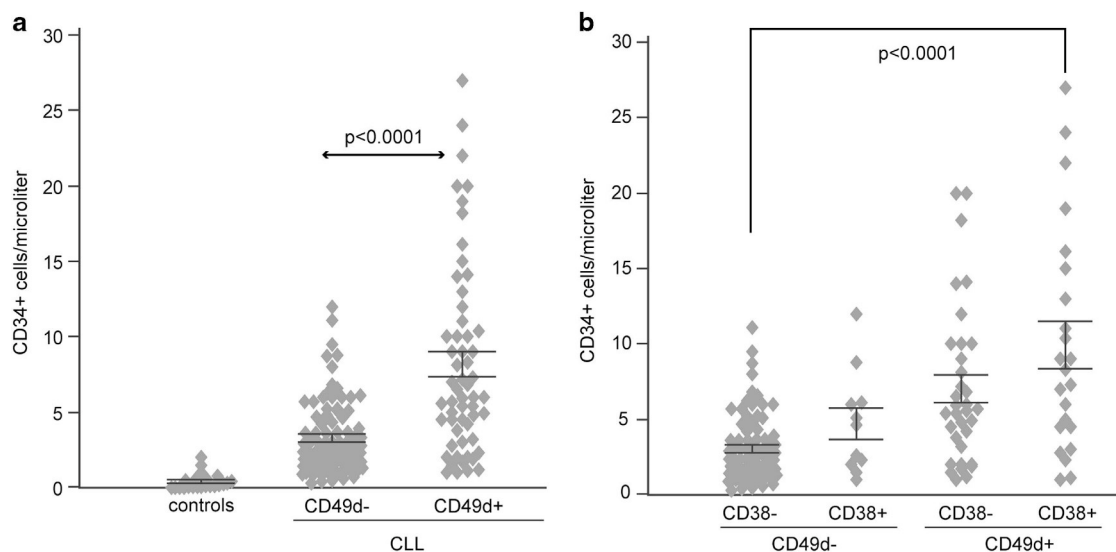 a
CD34+ cells/microliter
30
25
20
15
10
5
0
p<0.0001
controls
CD49d-
CD49d+
CLL
b
CD34+ cells/microliter
30
25
20
15
10
5
0
p<0.0001
CD38-
CD38+
CD38-
CD38+
CD49d-
CD49d+